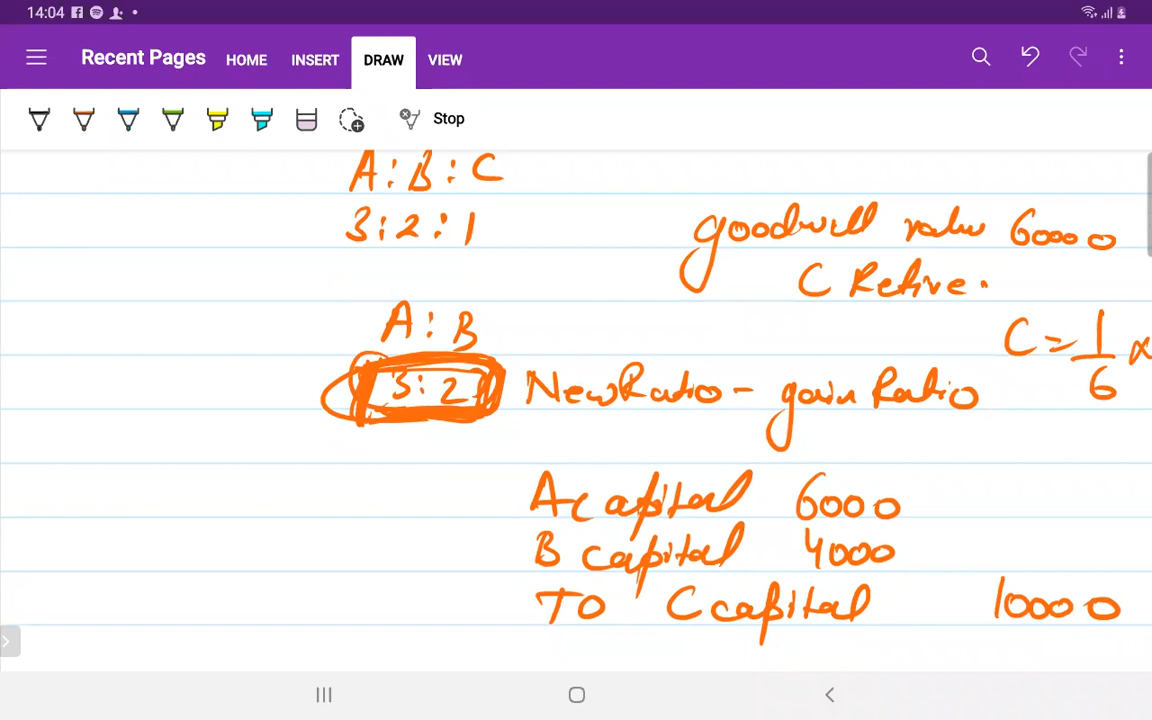 14:04
Recent Pages HOME INSERT DRAW VIEW
Stop
A : B : C
3 : 2 : 1
goodwill value 60000
C Retire.
A : B
C = 1/6 x
3 : 2 New Ratio - gain Ratio
A capital 6000
B capital 4000
TO C capital 10000